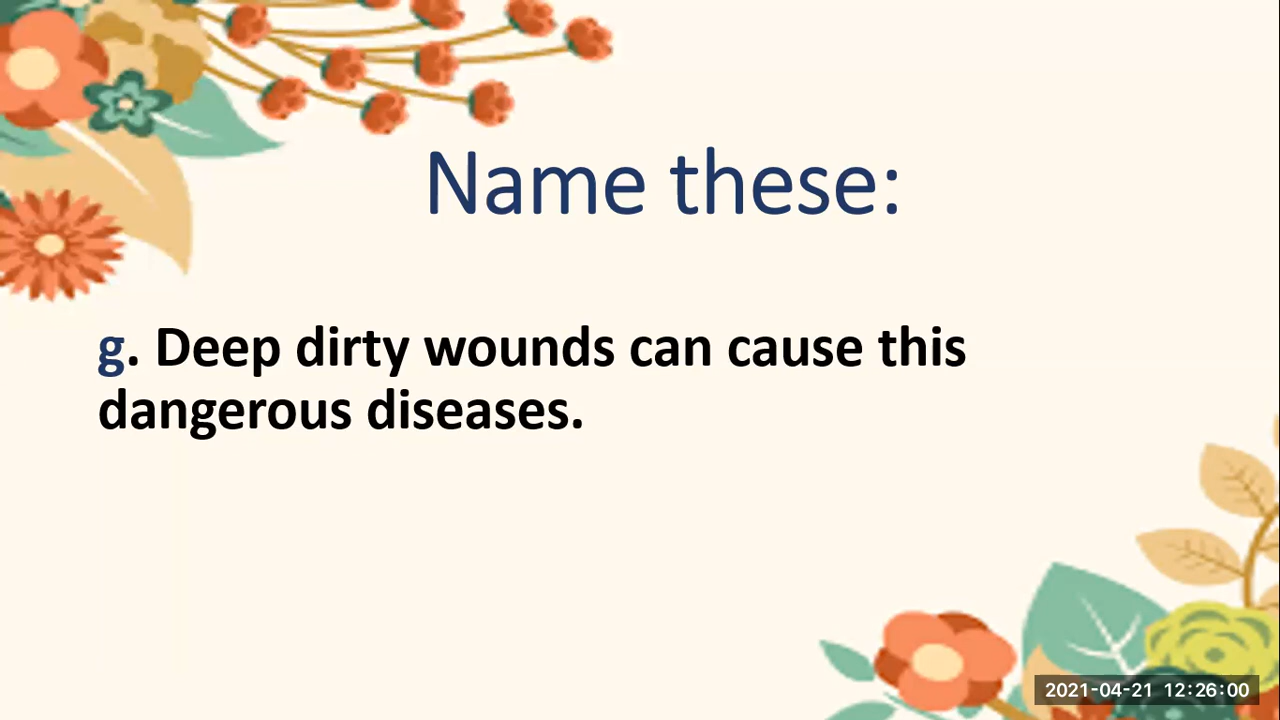 Name these:
g. Deep dirty wounds can cause this
dangerous diseases.
2021-04-21 12:26:00